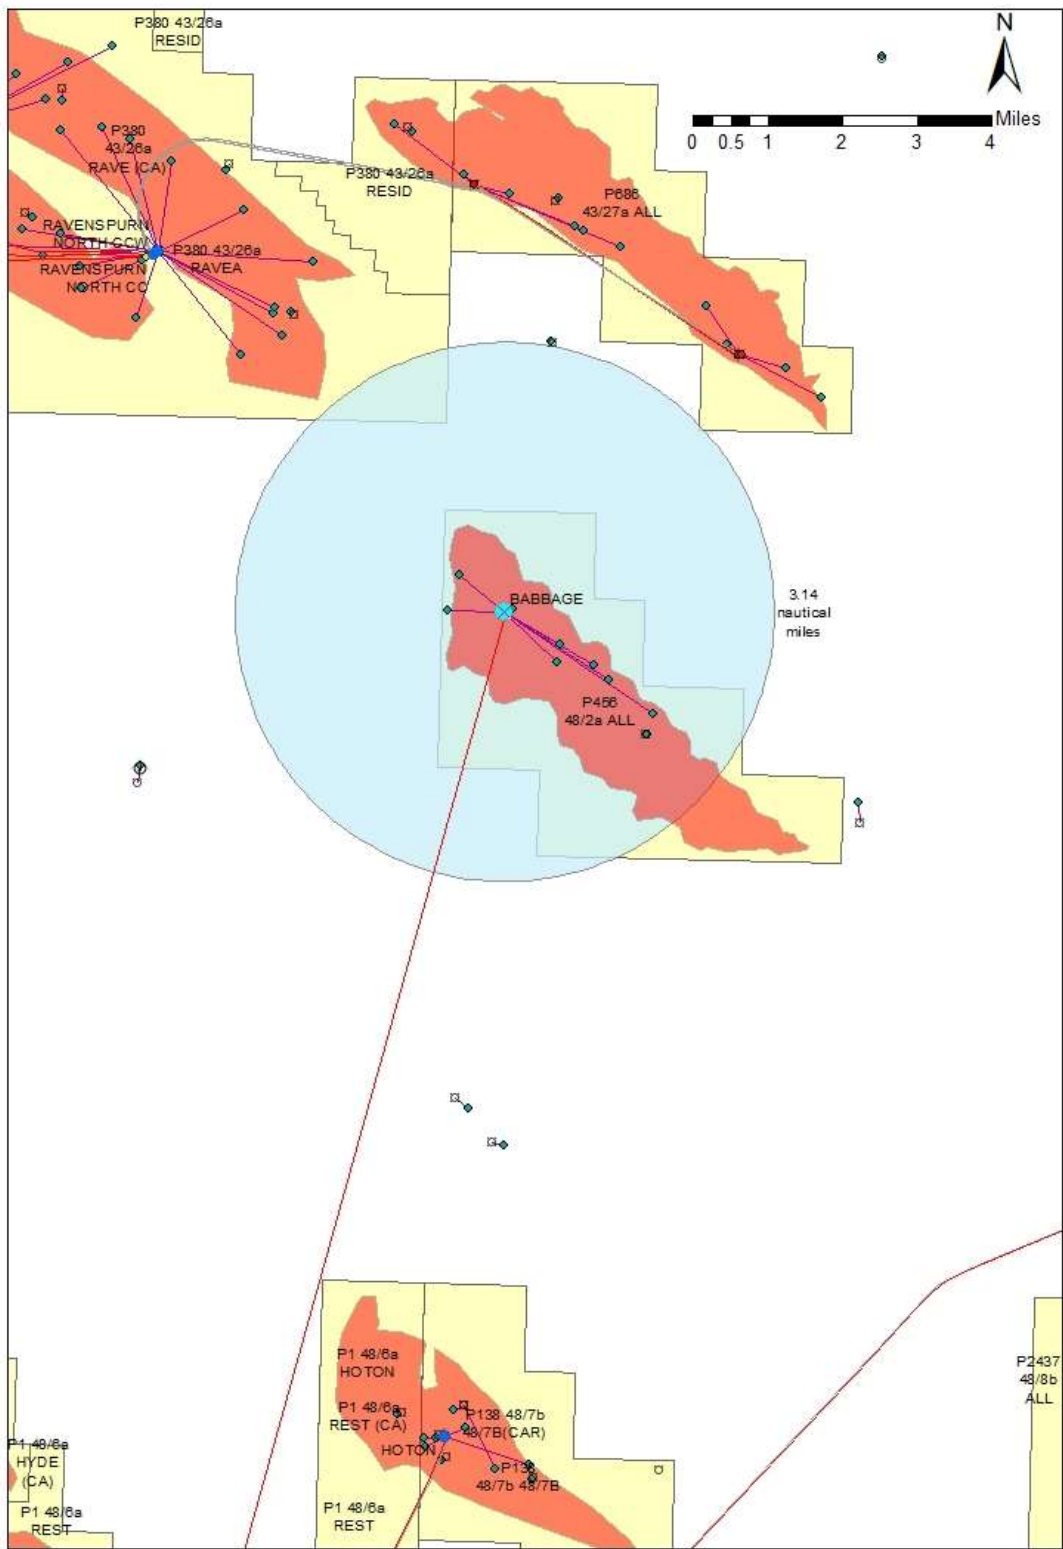 P380 43/26a
RESID
N
Miles
0 0.5 1 2 3 4
P380
43/26a
RAVE (CA)
P380 43/26a
RESID
P686
43/27a ALL
RAVENSPURN
NORTH CCW
P380 43/26a
RAVEA
RAVENSPURN
NORTH CC
BABBAGE
3.14
nautical
miles
P456
48/2a ALL
P1 48/6a
HOTON
P2437
48/8b
ALL
P1 48/6a
REST (CA)
P138 48/7b
48/7B(CAR)
HOTON
P1 48/6a
HYDE
(CA)
P138
48/7b 48/7B
P1 48/6a
REST
P1 48/6a
REST